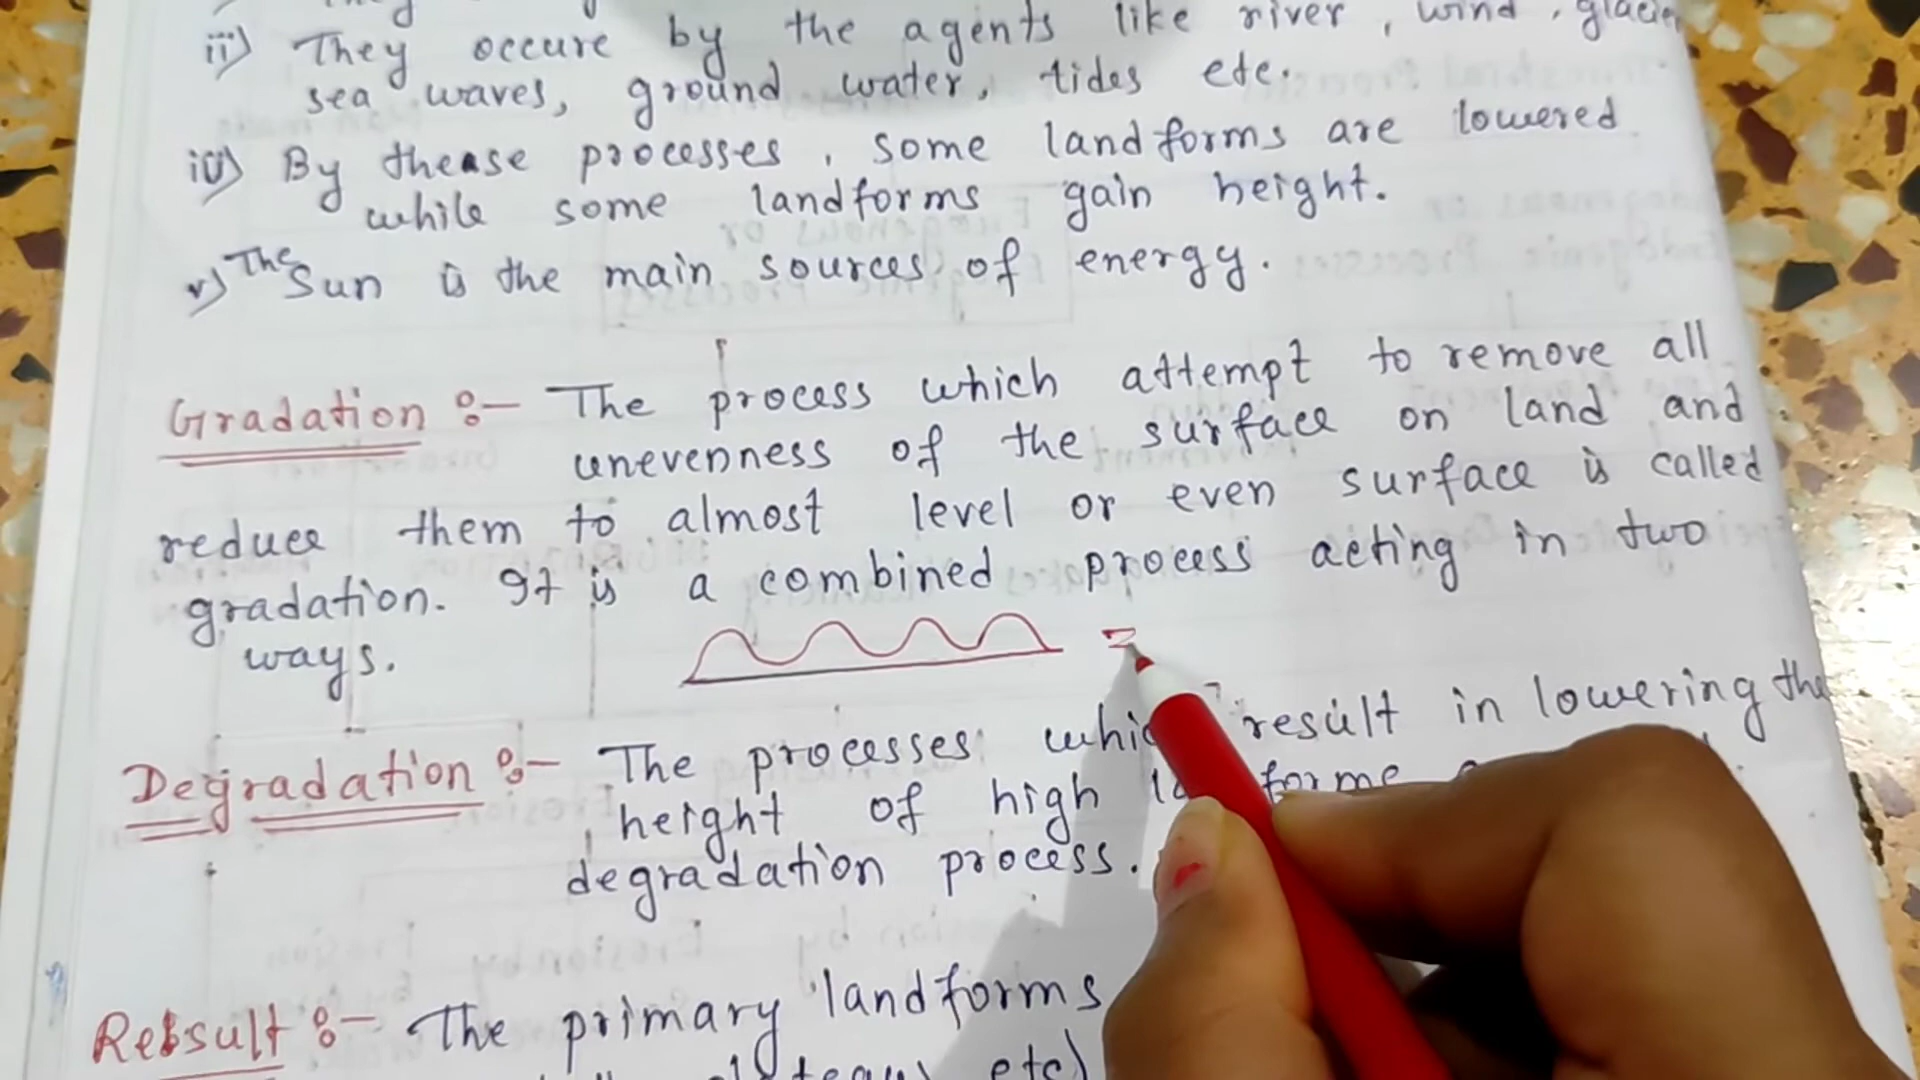 ii) They occure by the agents like river, wind, glacier
sea waves, ground water, tides etc.
iv) By thease processes, some landforms are lowered
while some landforms gain height.
v) The Sun is the main sources of energy.
Gradation :- The process which attempt to remove all
unevenness of the surface on land and
reduce them to almost level or even surface is called
gradation. It is a combined process acting in two
ways.
Degradation :- The processes which result in lowering the
height of high
degradation process.
Result :- The primary landforms
etc)